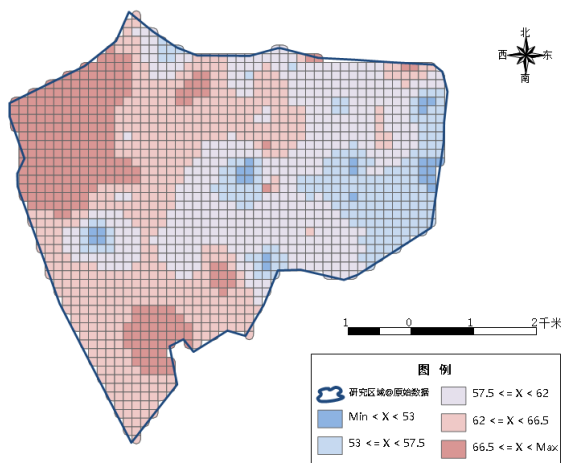 北
西 东
南
1 0 1 2千米
图 例
研究区域@原始数据
Min < X < 53
53 <= X < 57.5
57.5 <= X < 62
62 <= X < 66.5
66.5 <= X < Max